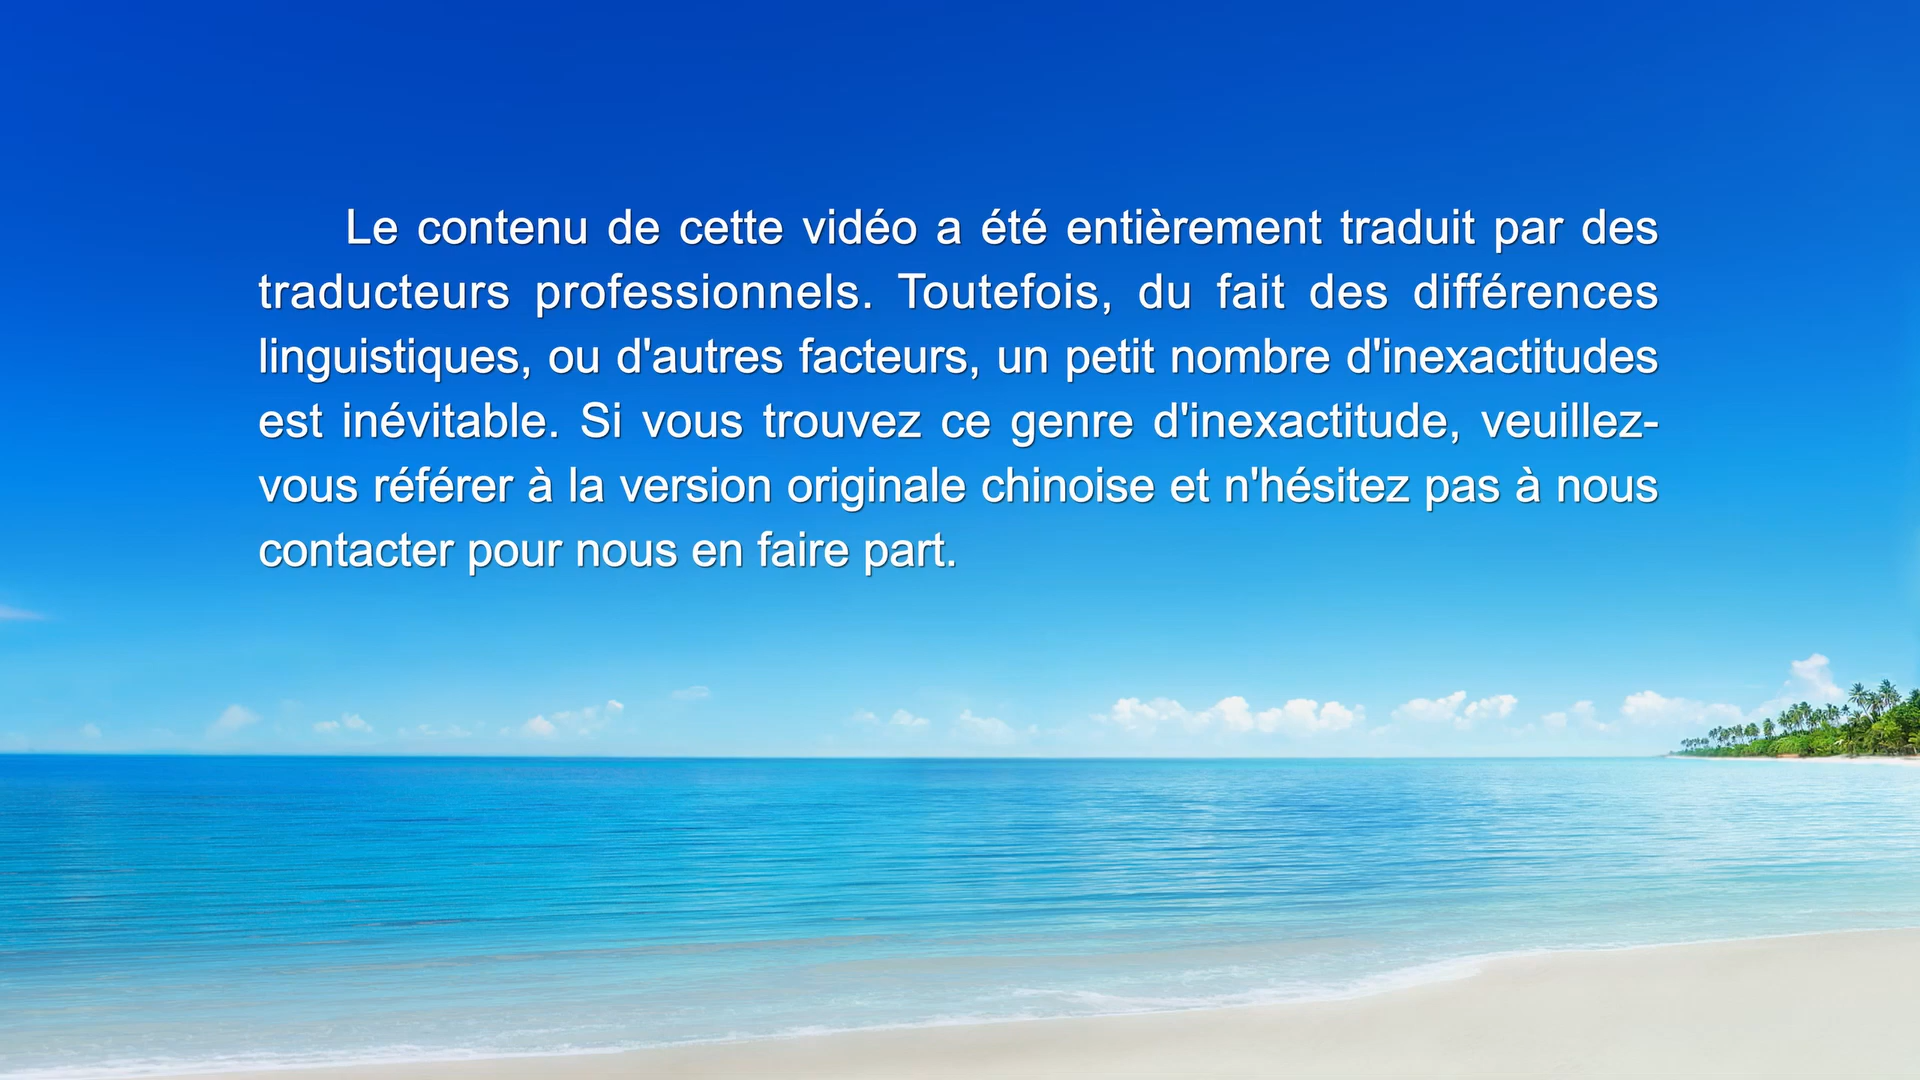 Le contenu de cette vidéo a été entièrement traduit par des
traducteurs professionnels. Toutefois, du fait des différences
linguistiques, ou d'autres facteurs, un petit nombre d'inexactitudes
est inévitable. Si vous trouvez ce genre d'inexactitude, veuillez-
vous référer à la version originale chinoise et n'hésitez pas à nous
contacter pour nous en faire part.